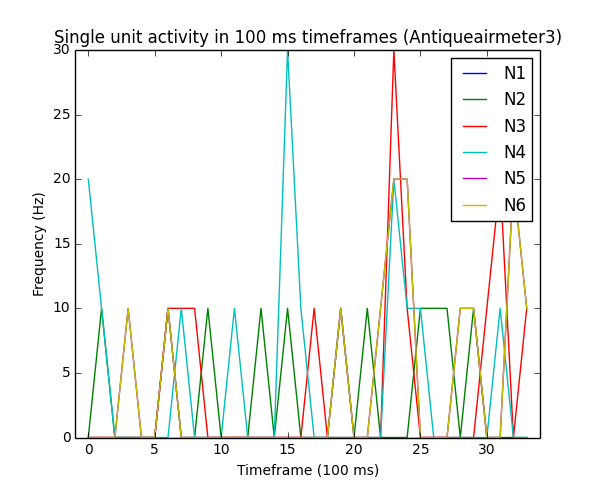 Single unit activity in 100 ms timeframes (Antiqueairmeter3)
30
25
20
15
10
5
0
Frequency (Hz)
N1
N2
N3
N4
N5
N6
0 5 10 15 20 25 30
Timeframe (100 ms)